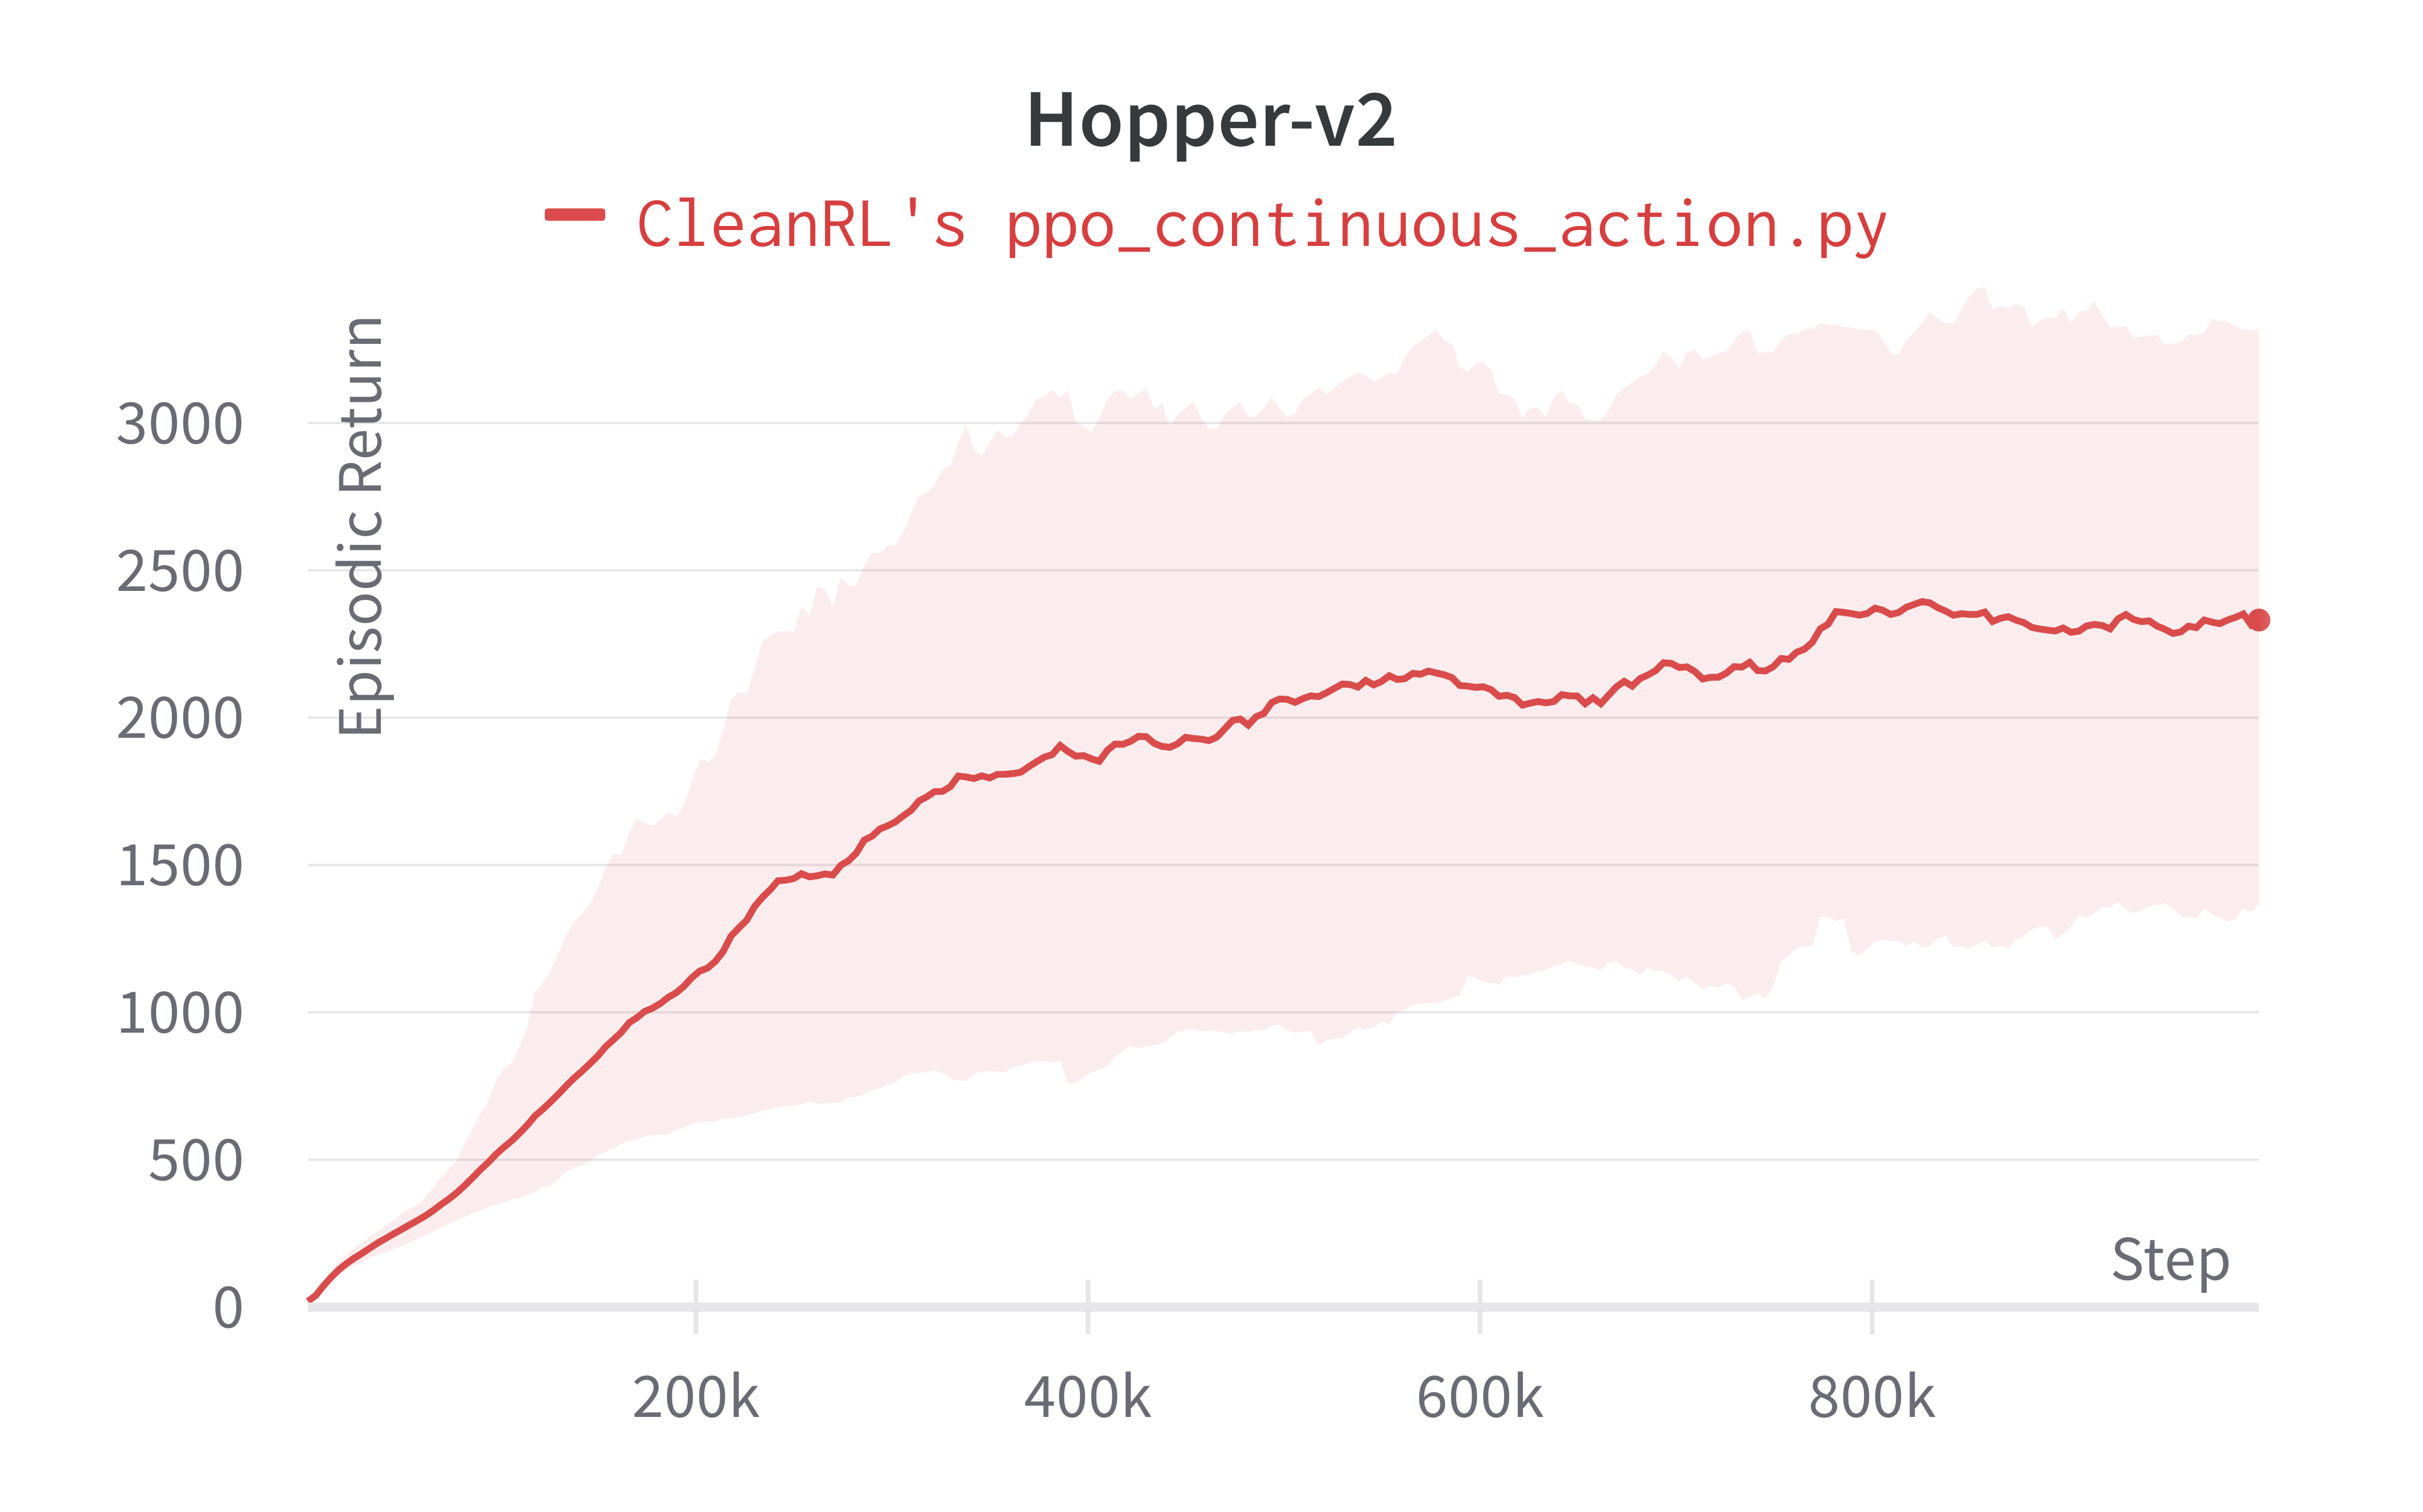 Hopper-v2
CleanRL's ppo_continuous_action.py
Episodic Return
3000
2500
2000
1500
1000
500
0
Step
200k
400k
600k
800k